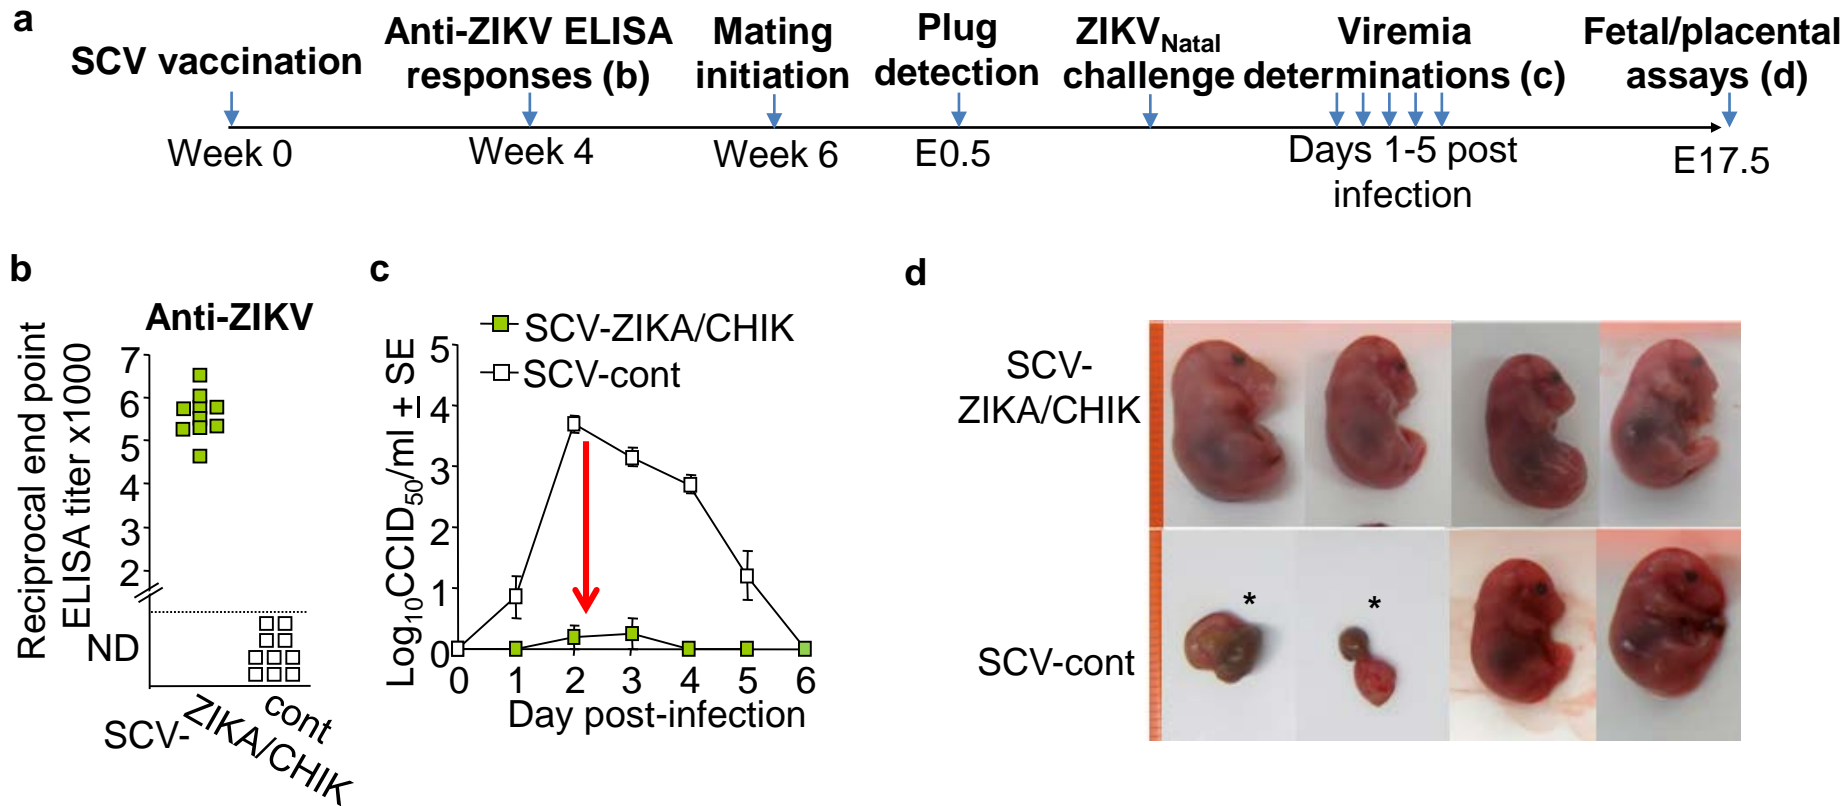 a
SCV vaccination
Anti-ZIKV ELISA
responses (b)
Mating
initiation
Plug
detection
ZIKVNatal
challenge
Viremia
determinations (c)
Fetal/placental
assays (d)
Week 0
Week 4
Week 6
E0.5
Days 1-5 post
infection
E17.5
b
Anti-ZIKV
Reciprocal end point
ELISA titer x1000
7
6
5
4
3
2
ND
SCV-
ZIKA/CHIK
cont
c
SCV-ZIKA/CHIK
SCV-cont
Log10CCID50/ml ± SE
5
4
3
2
1
0
0 1 2 3 4 5 6
Day post-infection
d
SCV-
ZIKA/CHIK
* *
SCV-cont